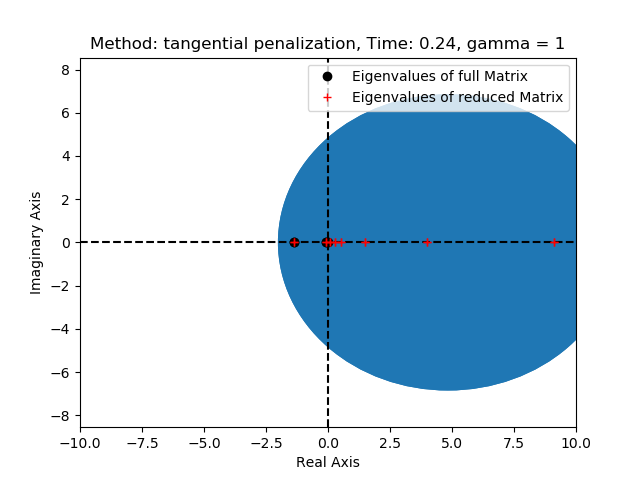 Method: tangential penalization, Time: 0.24, gamma = 1
Eigenvalues of full Matrix
Eigenvalues of reduced Matrix
8
6
4
2
0
−2
−4
−6
−8
Imaginary Axis
−10.0 −7.5 −5.0 −2.5 0.0 2.5 5.0 7.5 10.0
Real Axis